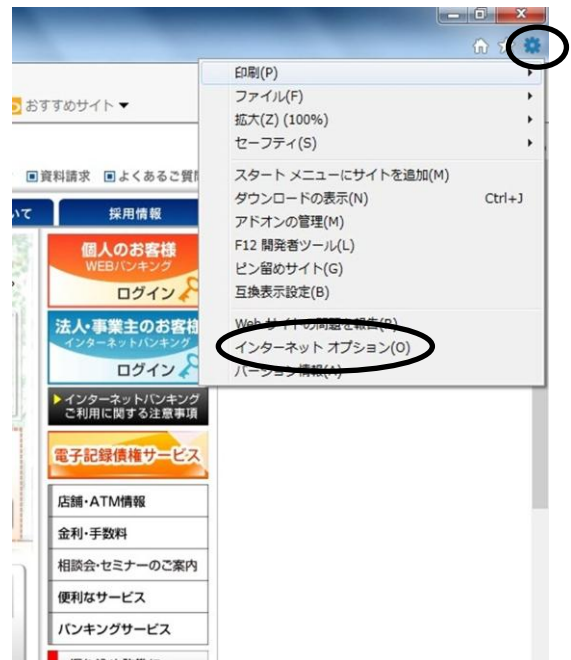 印刷(P)
ファイル(F)
拡大(Z) (100%)
セーフティ(S)
スタート メニューにサイトを追加(M)
ダウンロードの表示(N) Ctrl+J
アドオンの管理(M)
F12 開発者ツール(L)
ピン留めサイト(G)
互換表示設定(B)
Web サイトの問題を報告(R)
インターネット オプション(O)
バージョン情報(A)
おすすめサイト▼
資料請求 よくあるご質問
いて 採用情報
個人のお客様
WEBバンキング
ログイン
法人・事業主のお客様
インターネットバンキング
ログイン
インターネットバンキング
ご利用に関する注意事項
電子記録債権サービス
店舗・ATM情報
金利・手数料
相談会・セミナーのご案内
便利なサービス
バンキングサービス